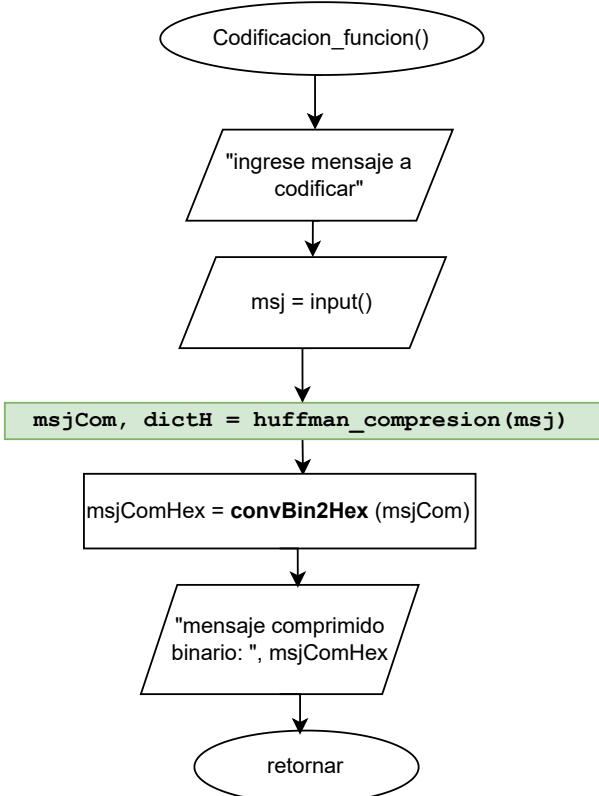 Codificacion_funcion()
"ingrese mensaje a
codificar"
msj = input()
msjCom, dictH = huffman_compresion(msj)
msjComHex = convBin2Hex (msjCom)
"mensaje comprimido
binario: ", msjComHex
retornar